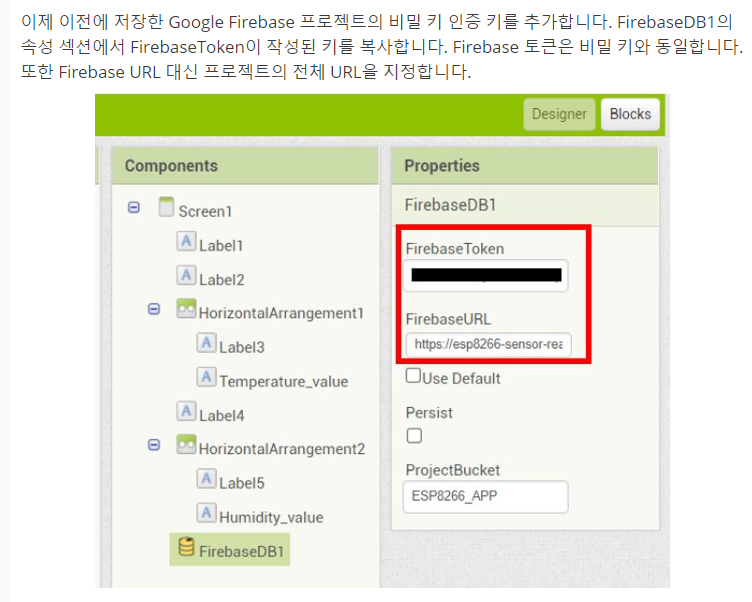 이제 이전에 저장한 Google Firebase 프로젝트의 비밀 키 인증 키를 추가합니다. FirebaseDB1의
속성 섹션에서 FirebaseToken이 작성된 키를 복사합니다. Firebase 토큰은 비밀 키와 동일합니다.
또한 Firebase URL 대신 프로젝트의 전체 URL을 지정합니다.
Designer
Blocks
Components
Screen1
Label1
Label2
HorizontalArrangement1
Label3
Temperature_value
Label4
HorizontalArrangement2
Label5
Humidity_value
FirebaseDB1
Properties
FirebaseDB1
FirebaseToken
FirebaseURL
https://esp8266-sensor-rea
Use Default
Persist
ProjectBucket
ESP8266_APP